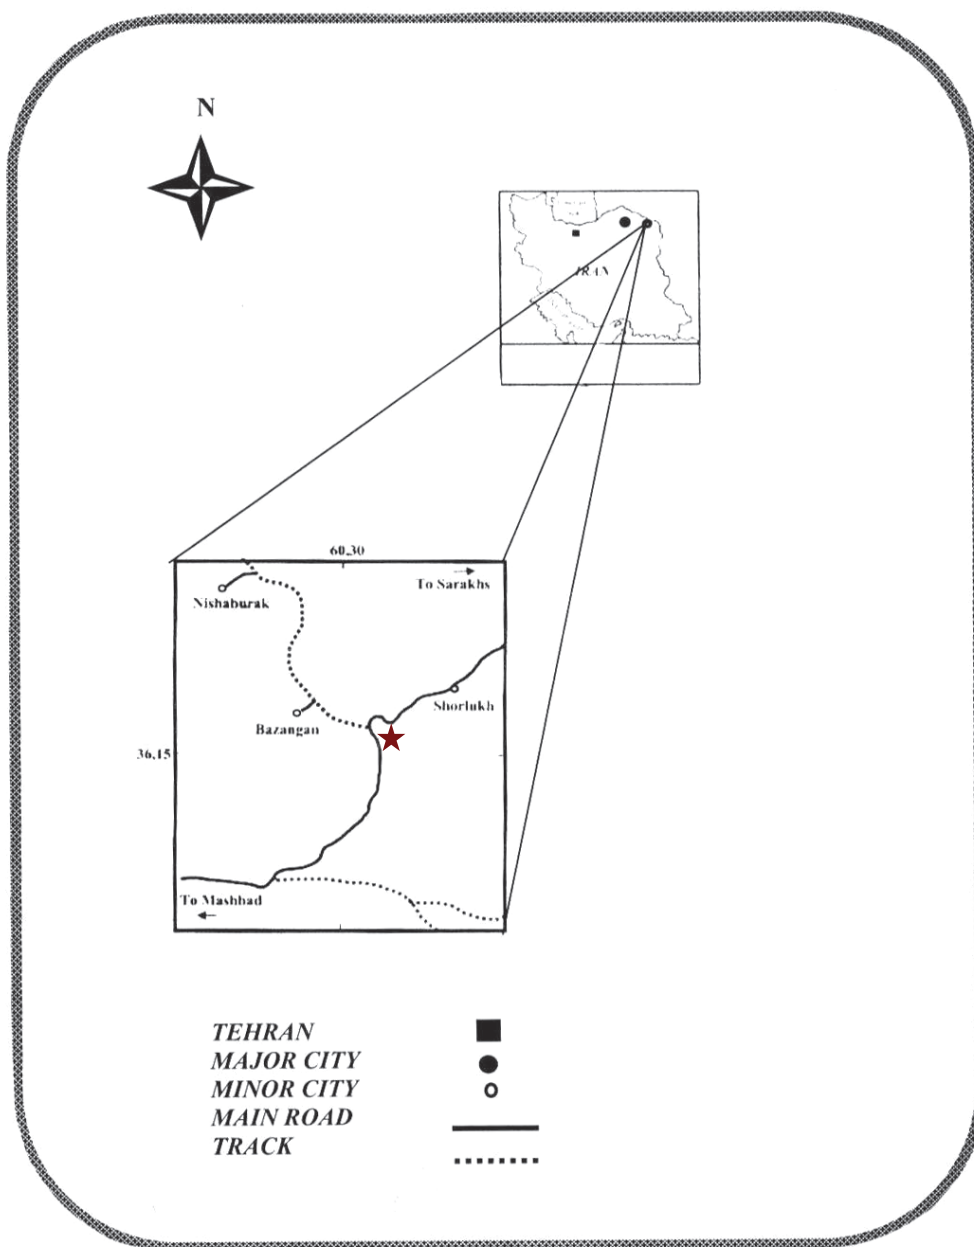 N
IRAN
60.30
To Sarakhs
Nishaburak
Shorlukh
Bazangan
36.15
To Mashhad
TEHRAN
MAJOR CITY
MINOR CITY
MAIN ROAD
TRACK